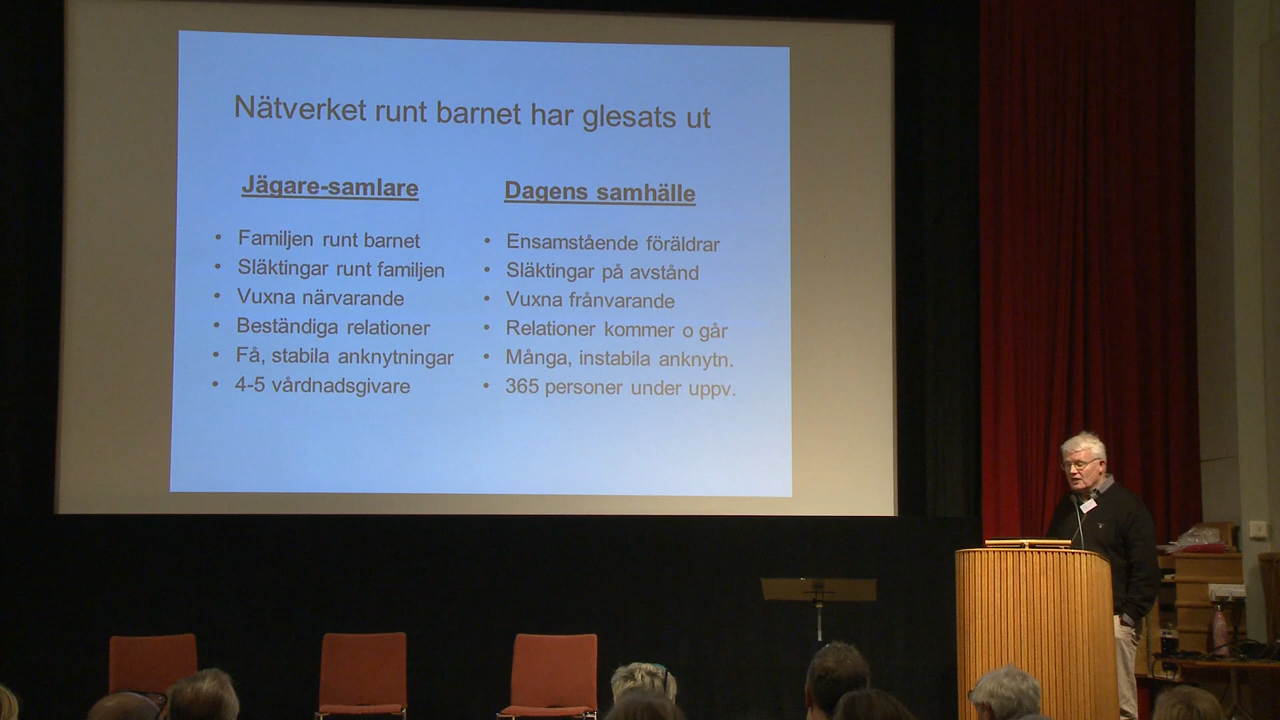 Nätverket runt barnet har glesats ut
Jägare-samlare
• Familjen runt barnet
• Släktingar runt familjen
• Vuxna närvarande
• Beständiga relationer
• Få, stabila anknytningar
• 4-5 vårdnadsgivare
Dagens samhälle
• Ensamstående föräldrar
• Släktingar på avstånd
• Vuxna frånvarande
• Relationer kommer o går
• Många, instabila anknytn.
• 365 personer under uppv.